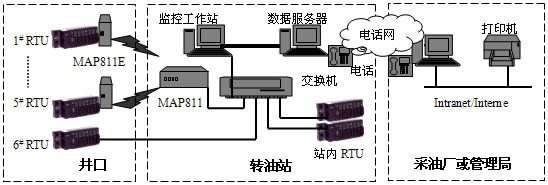 监控工作站
数据服务器
电话网
打印机
1# RTU
MAP811E
电话
交换机
5# RTU
MAP811
Intranet/Interne
6# RTU
站内 RTU
井口
转油站
采油厂或管理局